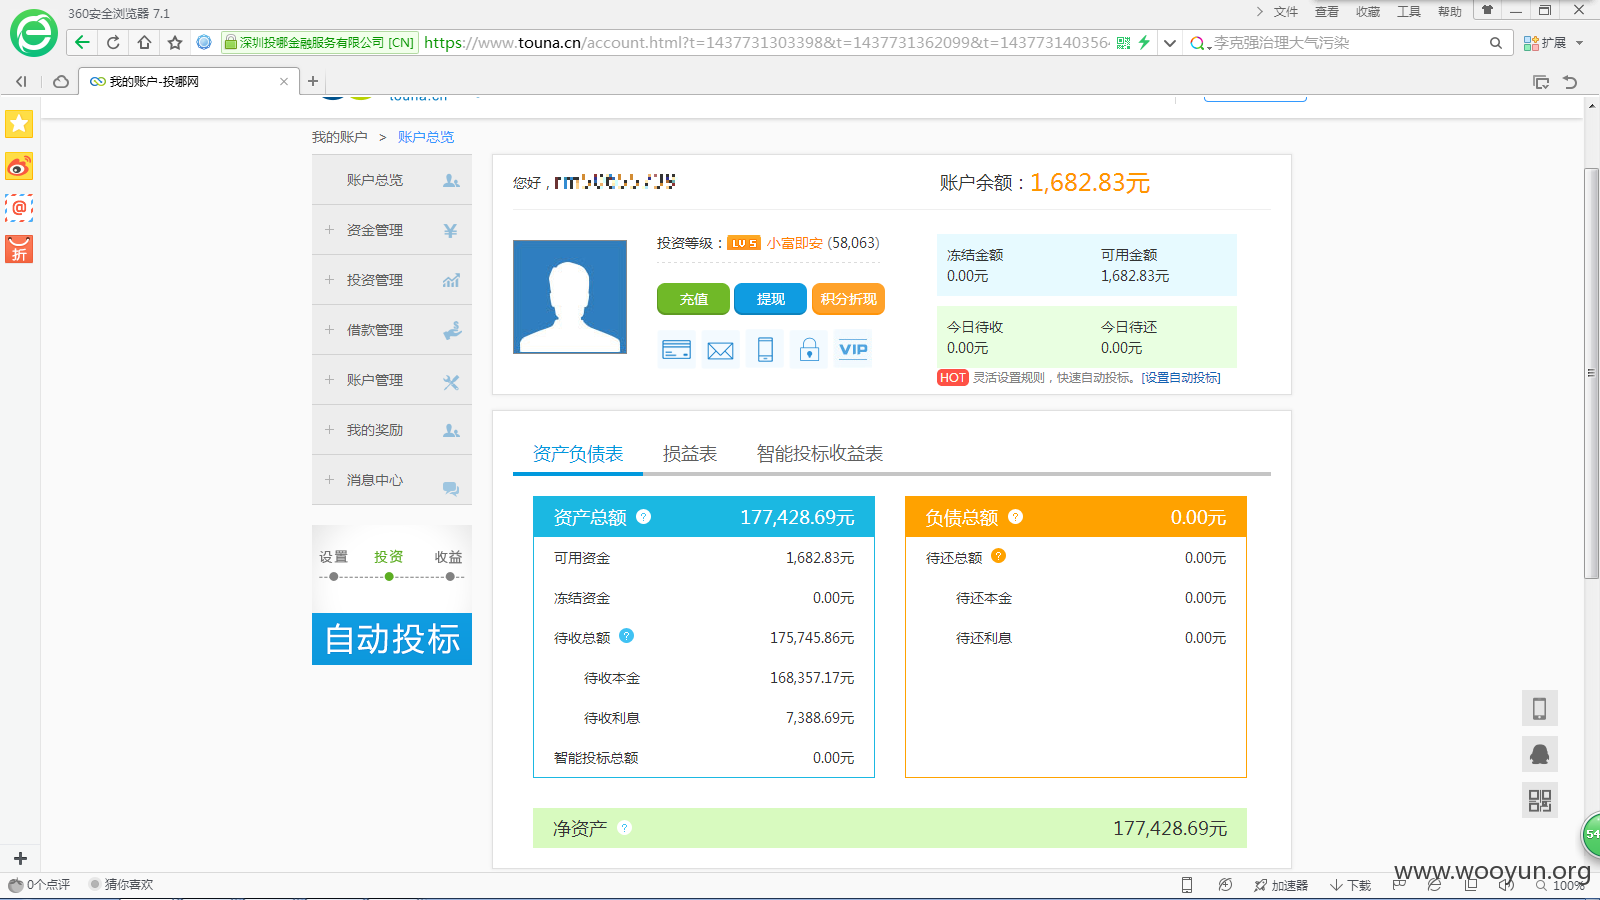 360安全浏览器 7.1
文件 查看 收藏 工具 帮助
深圳投哪金融服务有限公司 [CN] https://www.touna.cn/account.html?t=1437731303398&t=1437731362099&t=143773140356
李克强治理大气污染
扩展
我的账户-投哪网
touna.cn
我的账户 > 账户总览
账户总览
资金管理
投资管理
借款管理
账户管理
我的奖励
消息中心
设置 投资 收益
自动投标
您好，
账户余额：1,682.83元
投资等级：LV 5 小富即安 (58,063)
充值 提现 积分折现
VIP
冻结金额 可用金额
0.00元 1,682.83元
今日待收 今日待还
0.00元 0.00元
HOT 灵活设置规则，快速自动投标。[设置自动投标]
资产负债表 损益表 智能投标收益表
资产总额 ? 177,428.69元
可用资金 1,682.83元
冻结资金 0.00元
待收总额 ? 175,745.86元
待收本金 168,357.17元
待收利息 7,388.69元
智能投标总额 0.00元
负债总额 ? 0.00元
待还总额 ? 0.00元
待还本金 0.00元
待还利息 0.00元
净资产 ? 177,428.69元
折
54
www.wooyun.org
0个点评 猜你喜欢
加速器 下载 100%